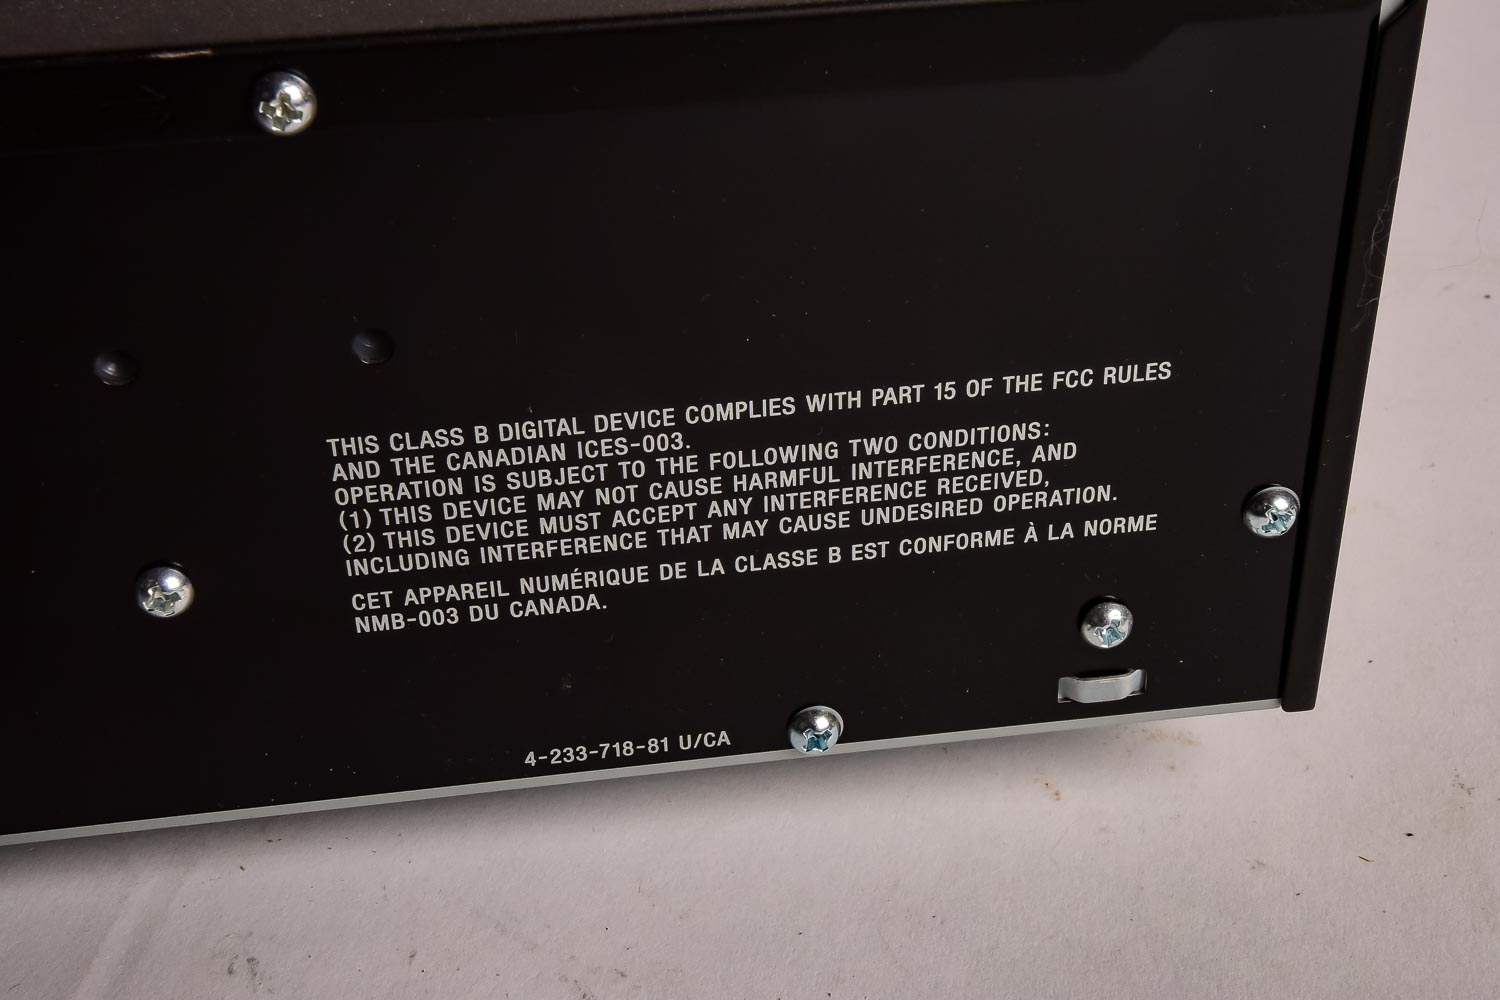 THIS CLASS B DIGITAL DEVICE COMPLIES WITH PART 15 OF THE FCC RULES
AND THE CANADIAN ICES-003.
OPERATION IS SUBJECT TO THE FOLLOWING TWO CONDITIONS:
(1) THIS DEVICE MAY NOT CAUSE HARMFUL INTERFERENCE, AND
(2) THIS DEVICE MUST ACCEPT ANY INTERFERENCE RECEIVED,
INCLUDING INTERFERENCE THAT MAY CAUSE UNDESIRED OPERATION.
CET APPAREIL NUMÉRIQUE DE LA CLASSE B EST CONFORME À LA NORME
NMB-003 DU CANADA.
4-233-718-81 U/CA